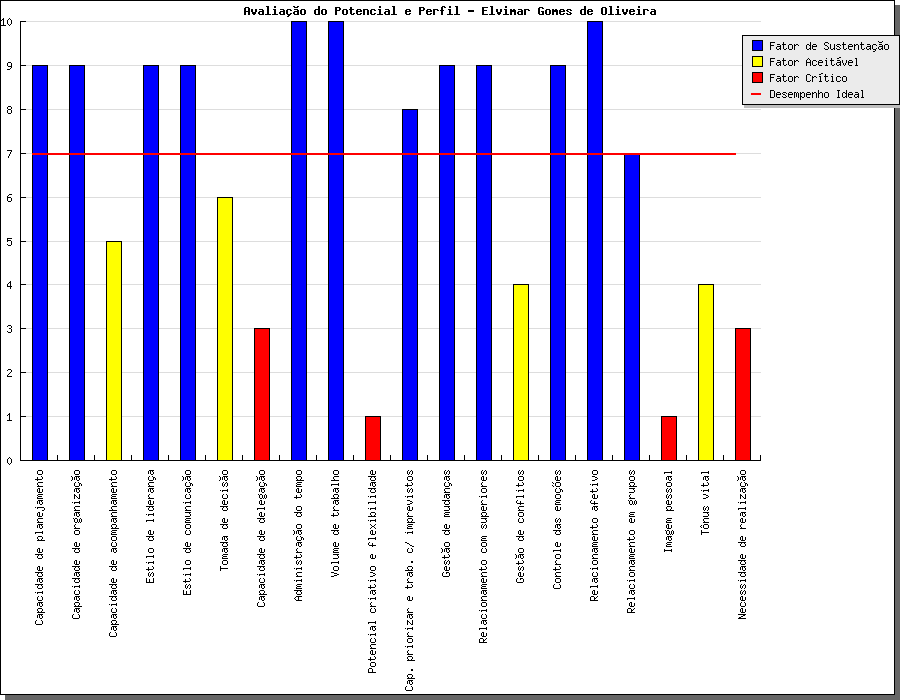 Avaliação do Potencial e Perfil - Elvimar Gomes de Oliveira
Fator de Sustentação
Fator Aceitável
Fator Crítico
Desempenho Ideal
10
9
8
7
6
5
4
3
2
1
0
Capacidade de planejamento
Capacidade de organização
Capacidade de acompanhamento
Estilo de liderança
Estilo de comunicação
Tomada de decisão
Capacidade de delegação
Administração do tempo
Volume de trabalho
Potencial criativo e flexibilidade
Cap. priorizar e trab. c/ imprevistos
Gestão de mudanças
Relacionamento com superiores
Gestão de conflitos
Controle das emoções
Relacionamento afetivo
Relacionamento em grupos
Imagem pessoal
Tônus vital
Necessidade de realização